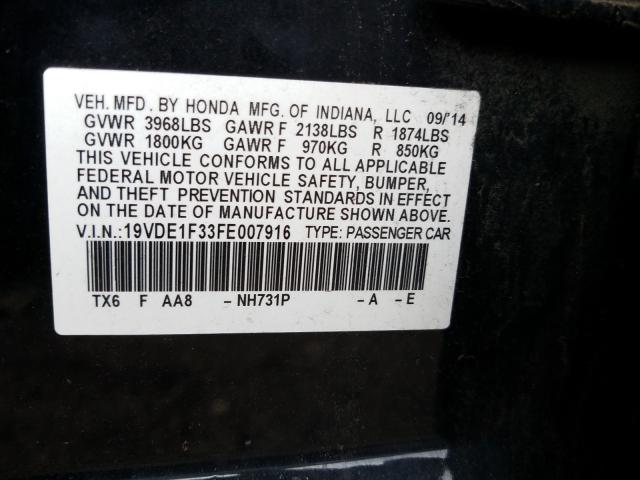 VEH. MFD. BY HONDA MFG. OF INDIANA, LLC 09/'14
GVWR 3968LBS GAWR F 2138LBS R 1874LBS
GVWR 1800KG GAWR F 970KG R 850KG
THIS VEHICLE CONFORMS TO ALL APPLICABLE
FEDERAL MOTOR VEHICLE SAFETY, BUMPER,
AND THEFT PREVENTION STANDARDS IN EFFECT
ON THE DATE OF MANUFACTURE SHOWN ABOVE.
V.I.N.:19VDE1F33FE007916 TYPE: PASSENGER CAR
TX6 F AA8 -NH731P -A -E